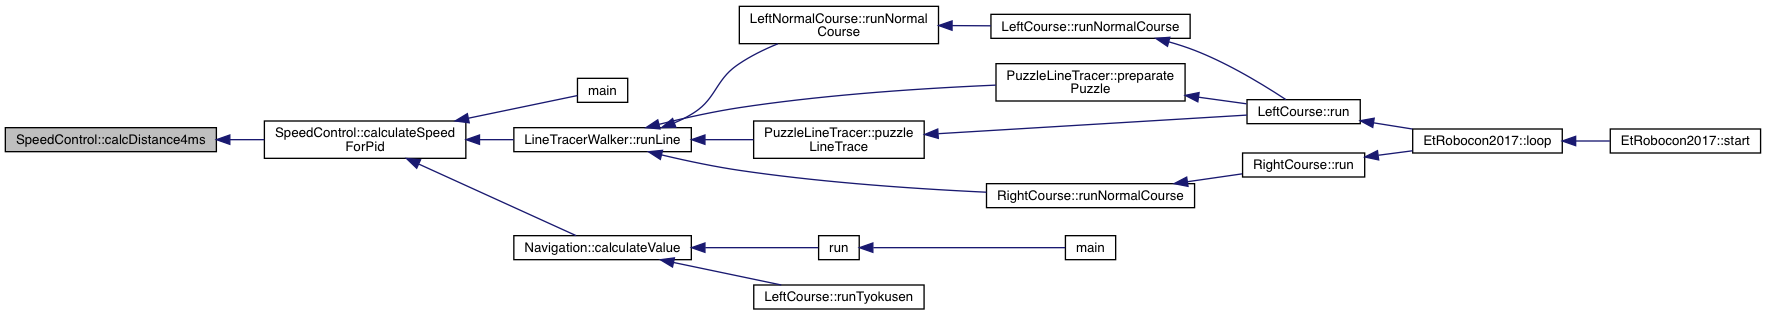 SpeedControl::calcDistance4ms
SpeedControl::calculateSpeed
ForPid
main
LineTracerWalker::runLine
Navigation::calculateValue
LeftNormalCourse::runNormal
Course
PuzzleLineTracer::preparate
Puzzle
PuzzleLineTracer::puzzle
LineTrace
RightCourse::runNormalCourse
run
LeftCourse::runTyokusen
LeftCourse::runNormalCourse
LeftCourse::run
RightCourse::run
main
EtRobocon2017::loop
EtRobocon2017::start